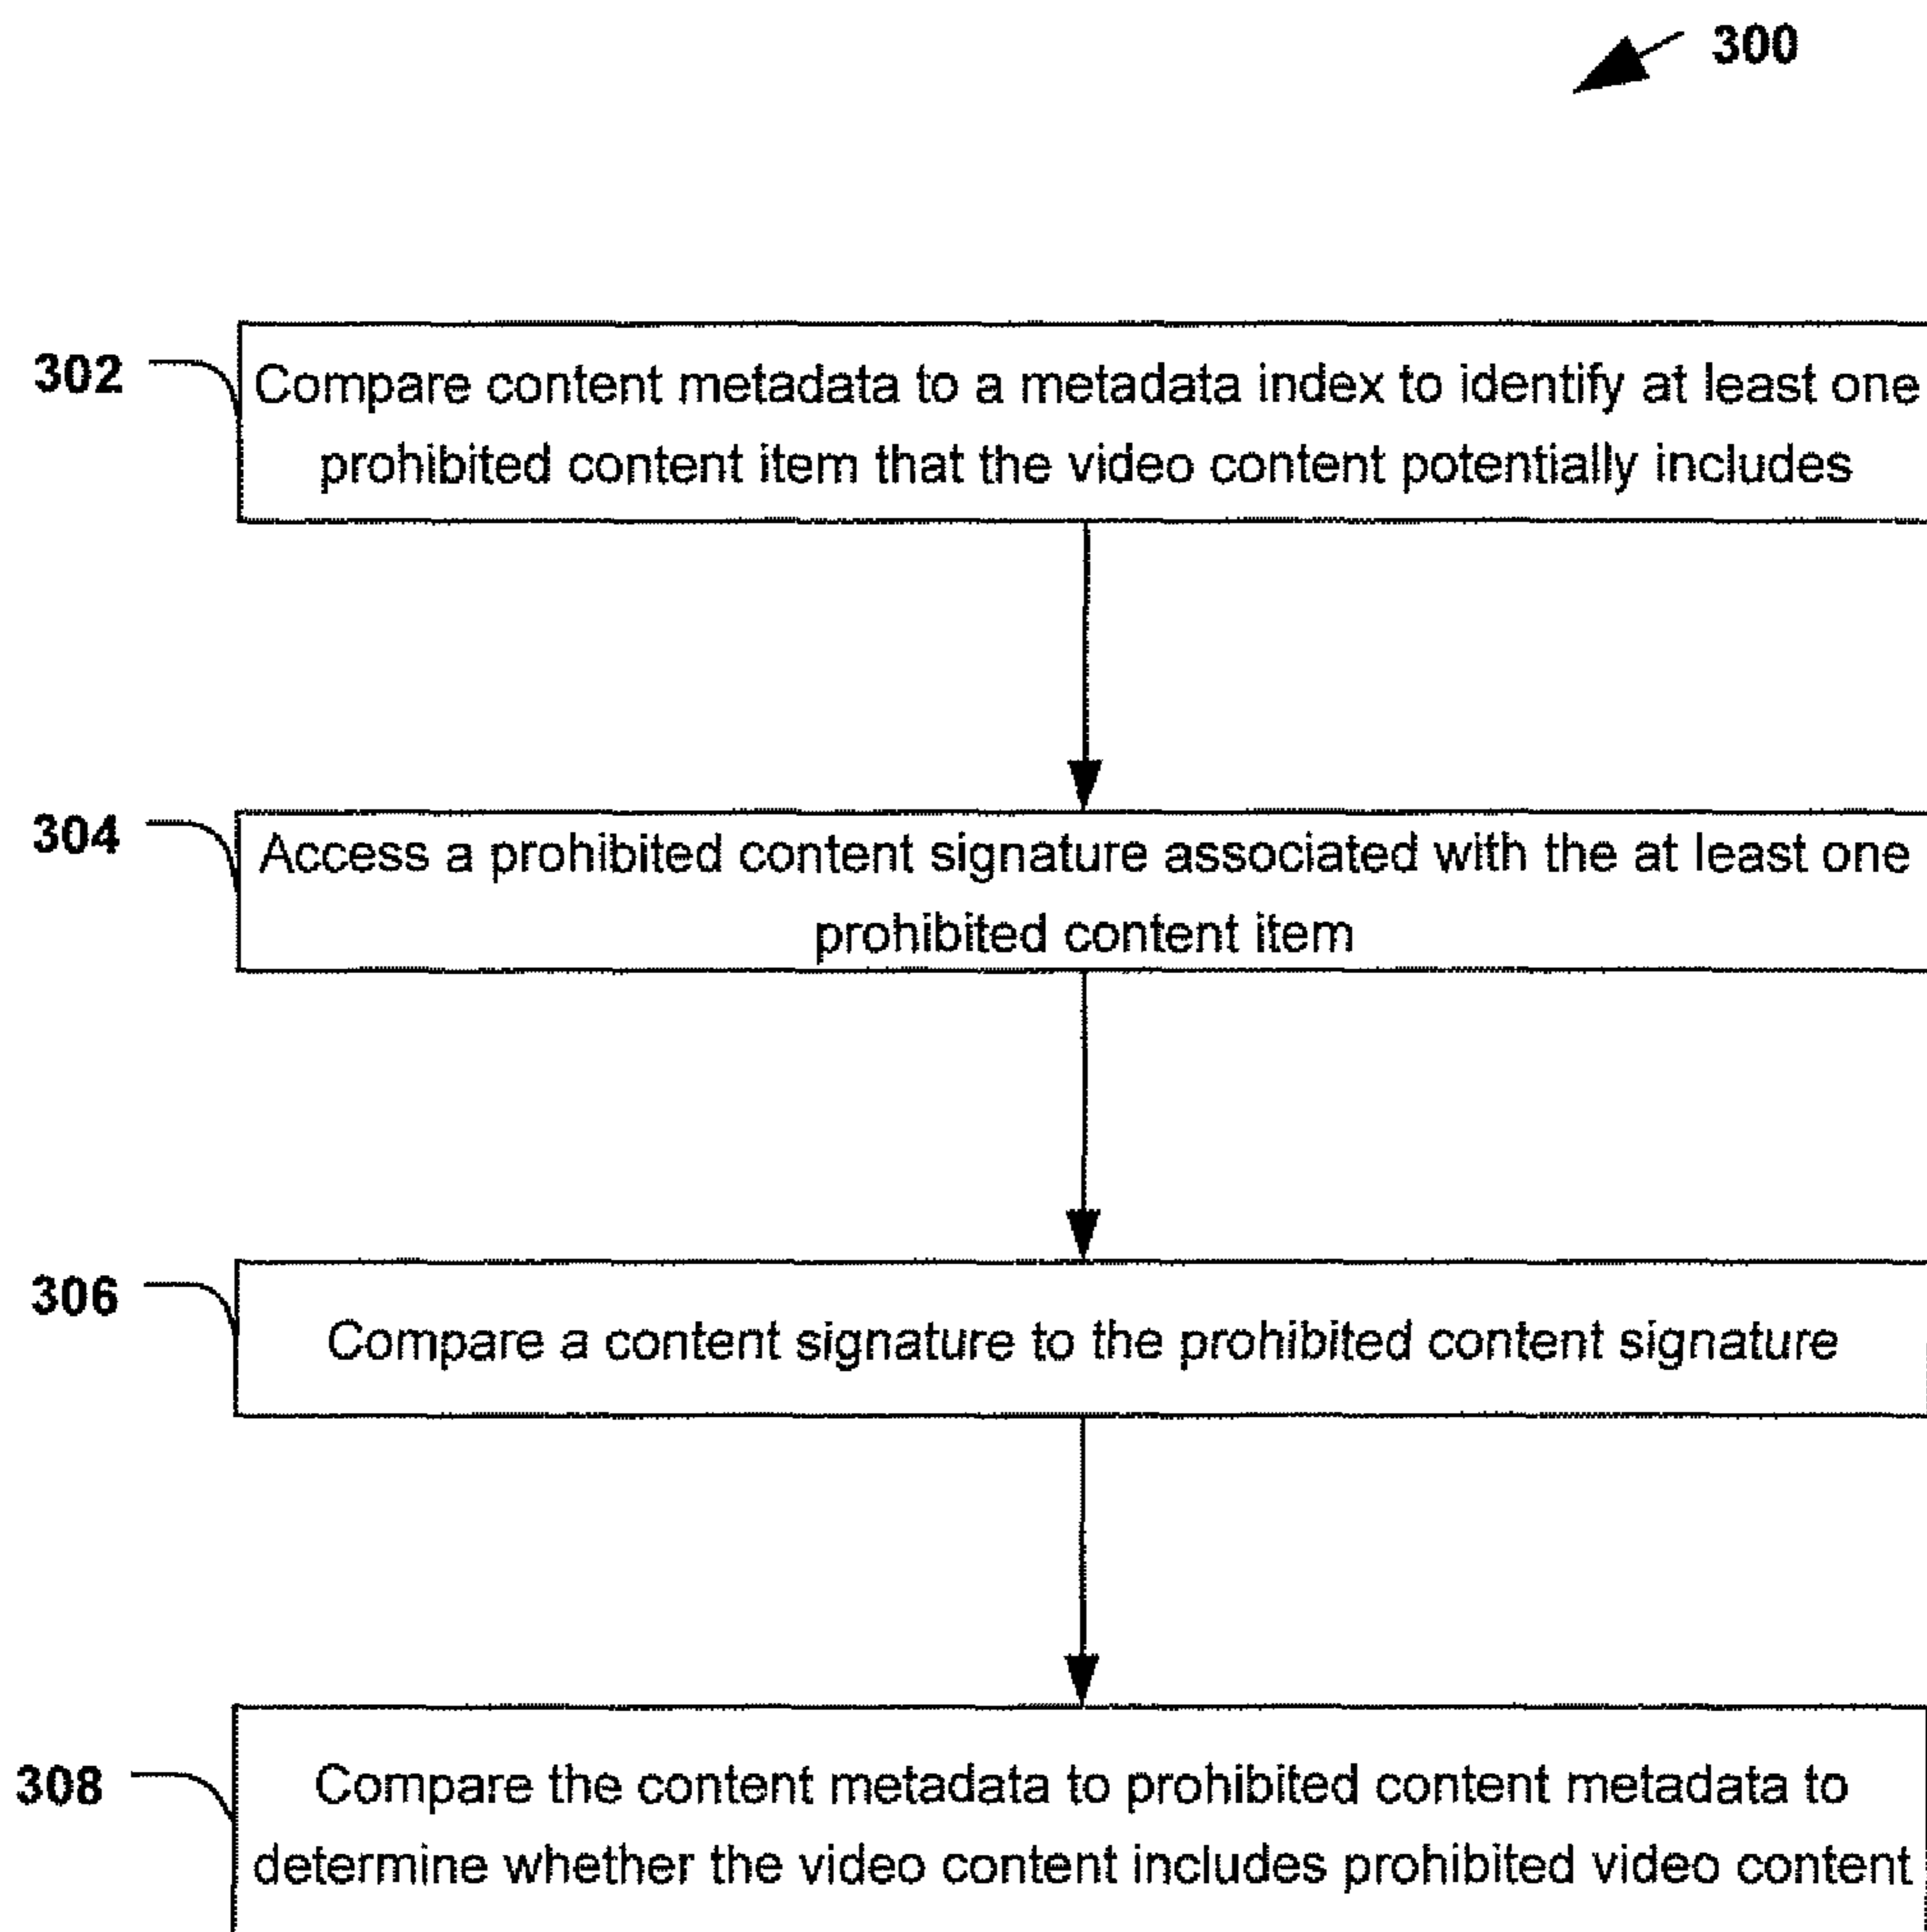 300
302
Compare content metadata to a metadata index to identify at least one
prohibited content item that the video content potentially includes
304
Access a prohibited content signature associated with the at least one
prohibited content item
306
Compare a content signature to the prohibited content signature
308
Compare the content metadata to prohibited content metadata to
determine whether the video content includes prohibited video content